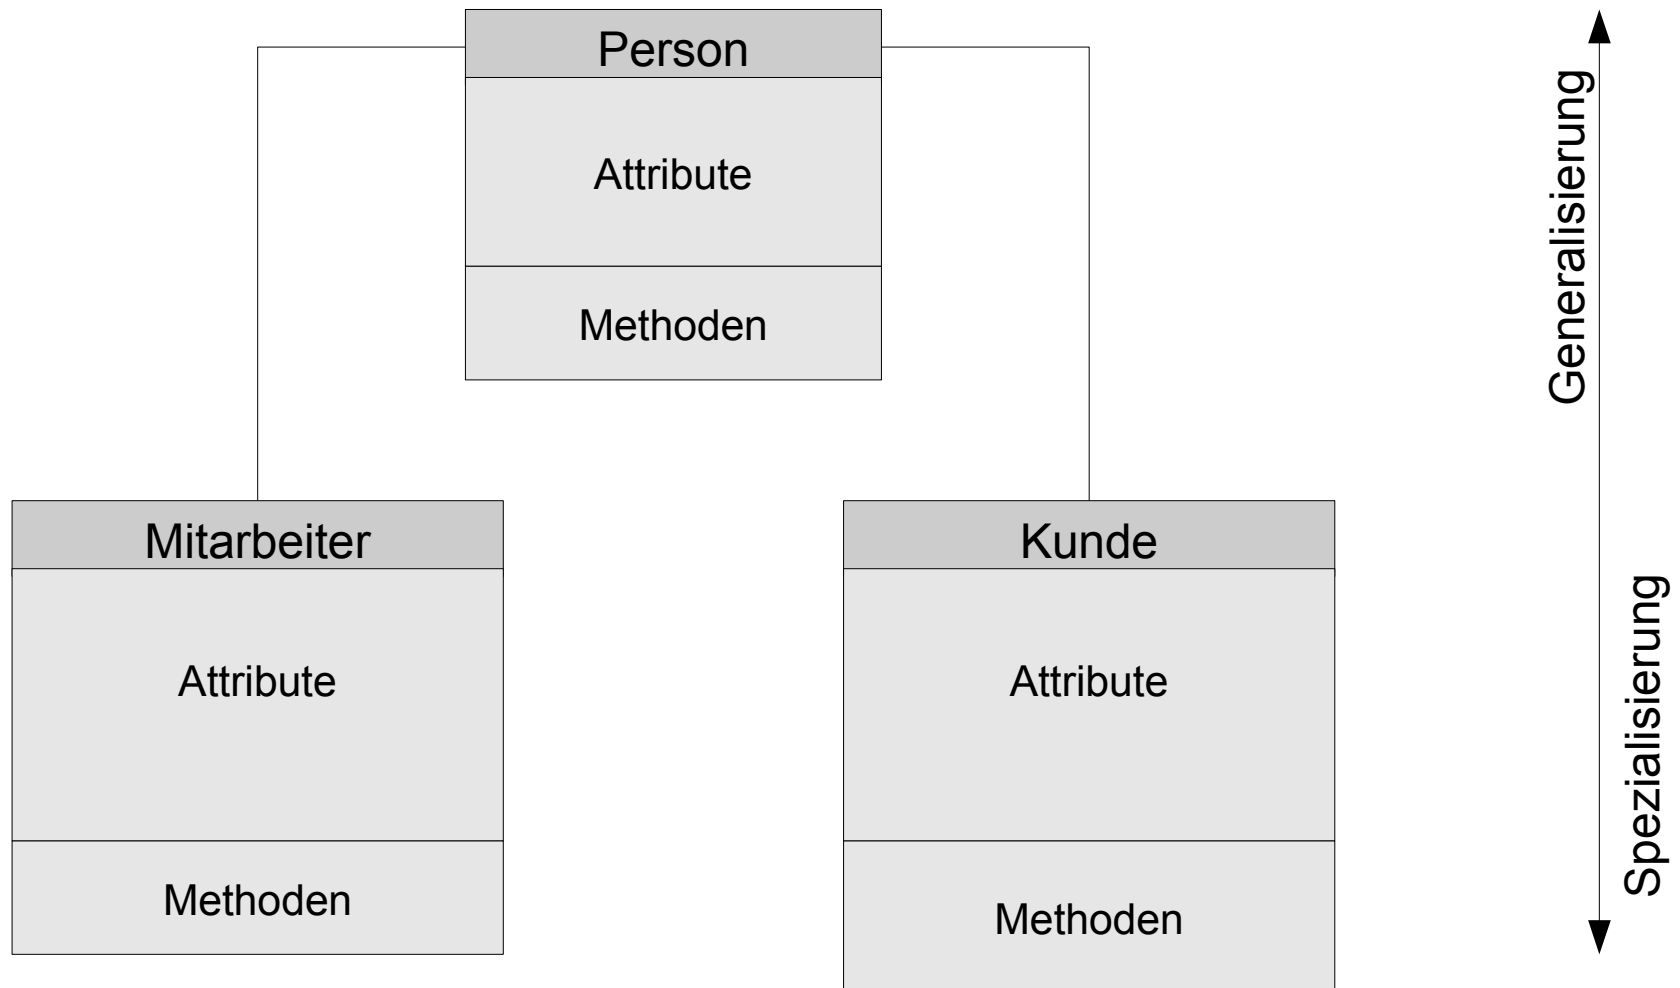 Person
Attribute
Methoden
Mitarbeiter
Attribute
Methoden
Kunde
Attribute
Methoden
Generalisierung
Spezialisierung